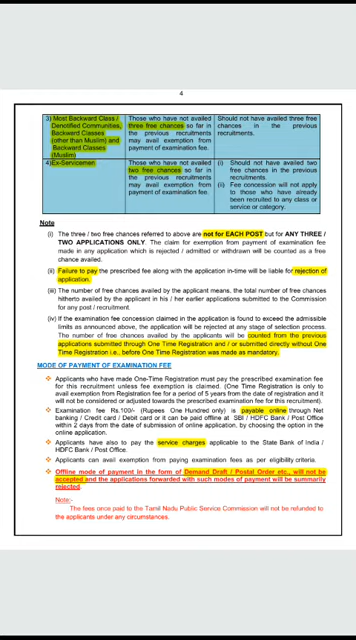 4
3) Most Backward Class /
Denotified Communities,
Backward Classes
(other than Muslim) and
Backward Classes
(Muslim)
Those who have not availed
three free chances so far in
the previous recruitments
may avail exemption from
payment of examination fee.
Should not have availed three free
chances in the previous
recruitments.
4) Ex-Servicemen
Those who have not availed
two free chances so far in
the previous recruitments
may avail exemption from
payment of examination fee.
(i) Should not have availed two
free chances in the previous
recruitments.
(ii) Fee concession will not apply
to those who have already
been recruited to any class or
service or category.
Note
(i) The three / two free chances referred to above are not for EACH POST but for ANY THREE /
TWO APPLICATIONS ONLY. The claim for exemption from payment of examination fee
made in any application which is rejected / admitted or withdrawn will be counted as a free
chance availed.
(ii) Failure to pay the prescribed fee along with the application in-time will be liable for rejection of
application.
(iii) The number of free chances availed by the applicant means, the total number of free chances
hitherto availed by the applicant in his / her earlier applications submitted to the Commission
for any post / recruitment.
(iv) If the examination fee concession claimed in the application is found to exceed the admissible
limits as announced above, the application will be rejected at any stage of selection process.
The number of free chances availed by the applicants will be counted from the previous
applications submitted through One Time Registration and / or submitted directly without One
Time Registration i.e., before One Time Registration was made as mandatory.
MODE OF PAYMENT OF EXAMINATION FEE
Applicants who have made One-Time Registration must pay the prescribed examination fee
for this recruitment unless fee exemption is claimed. (One Time Registration is only to
avail exemption from Registration fee for a period of 5 years from the date of registration and it
will not be considered or adjusted towards the prescribed examination fee for this recruitment).
Examination fee Rs.100/- (Rupees One Hundred only) is payable online through Net
banking / Credit card / Debit card or it can be paid offline at SBI / HDFC Bank / Post Office
within 2 days from the date of submission of online application, by choosing the option in the
online application.
Applicants have also to pay the service charges applicable to the State Bank of India /
HDFC Bank / Post Office.
Applicants can avail exemption from paying examination fees as per eligibility criteria.
Offline mode of payment in the form of Demand Draft / Postal Order etc., will not be
accepted and the applications forwarded with such modes of payment will be summarily
rejected.
Note:-
The fees once paid to the Tamil Nadu Public Service Commission will not be refunded to
the applicants under any circumstances.